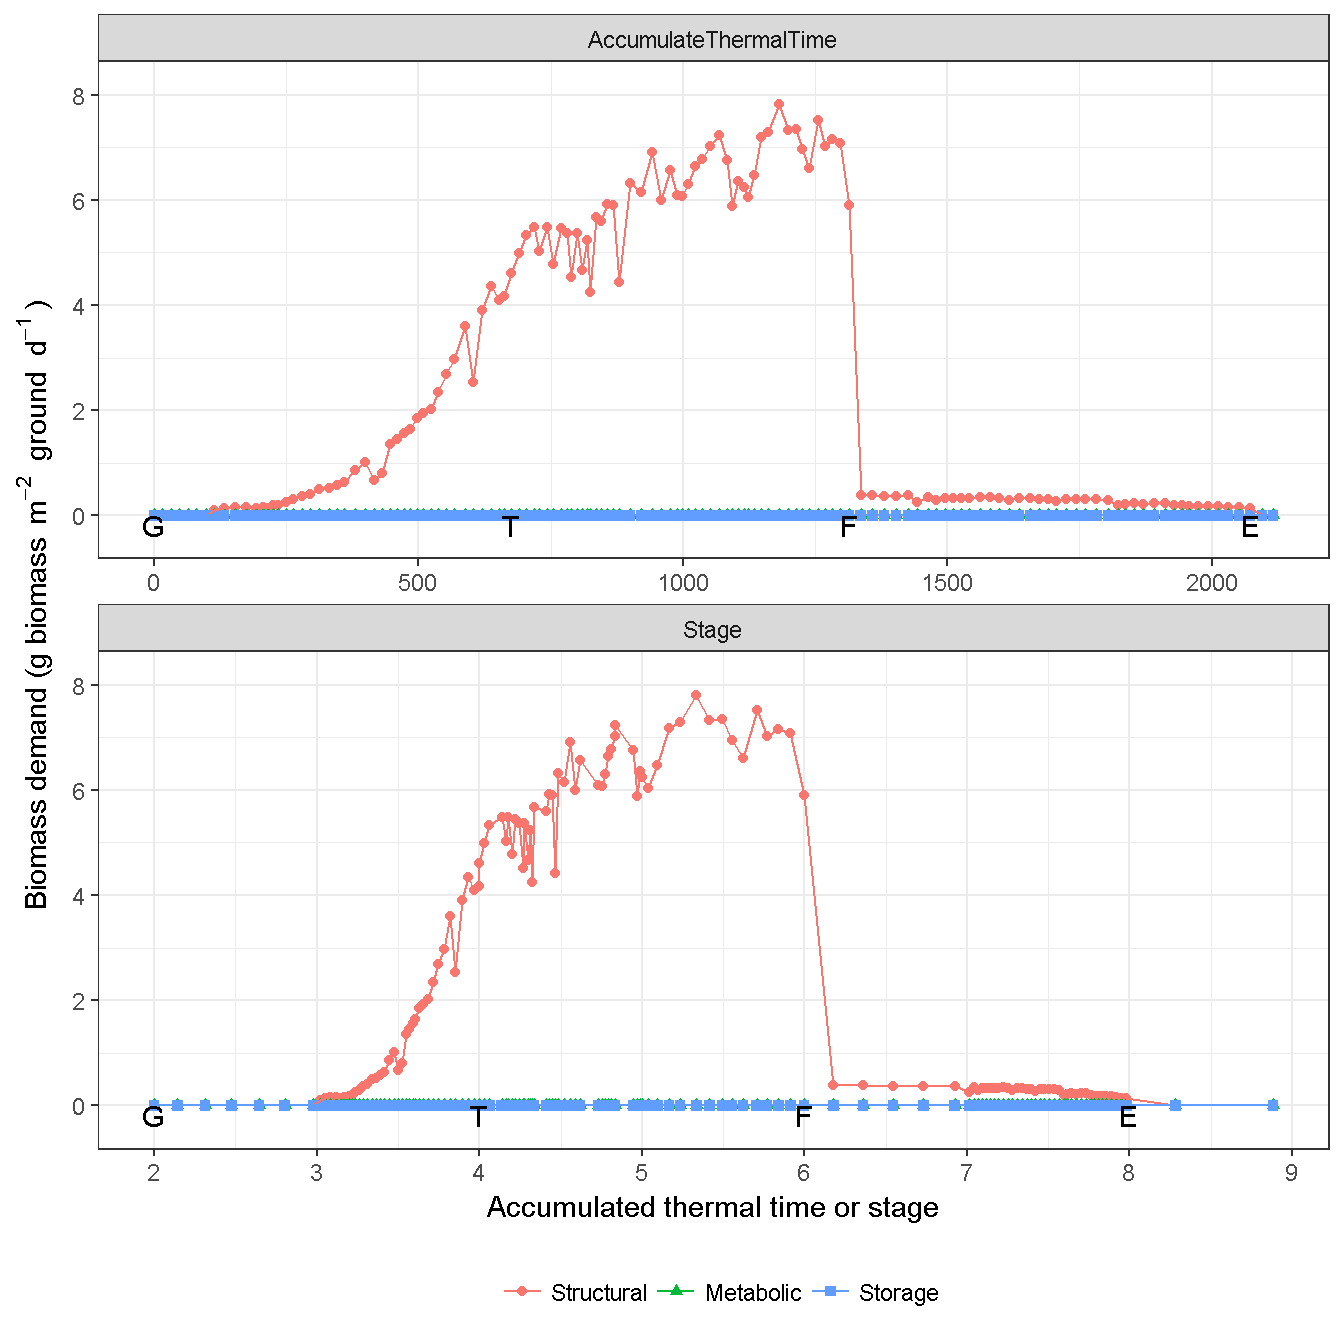 AccumulateThermalTime
8
6
4
2
0
G T F E
0 500 1000 1500 2000
Stage
8
6
4
2
0
G T F E
2 3 4 5 6 7 8 9
Biomass demand (g biomass m⁻² ground d⁻¹ )
Accumulated thermal time or stage
Structural Metabolic Storage